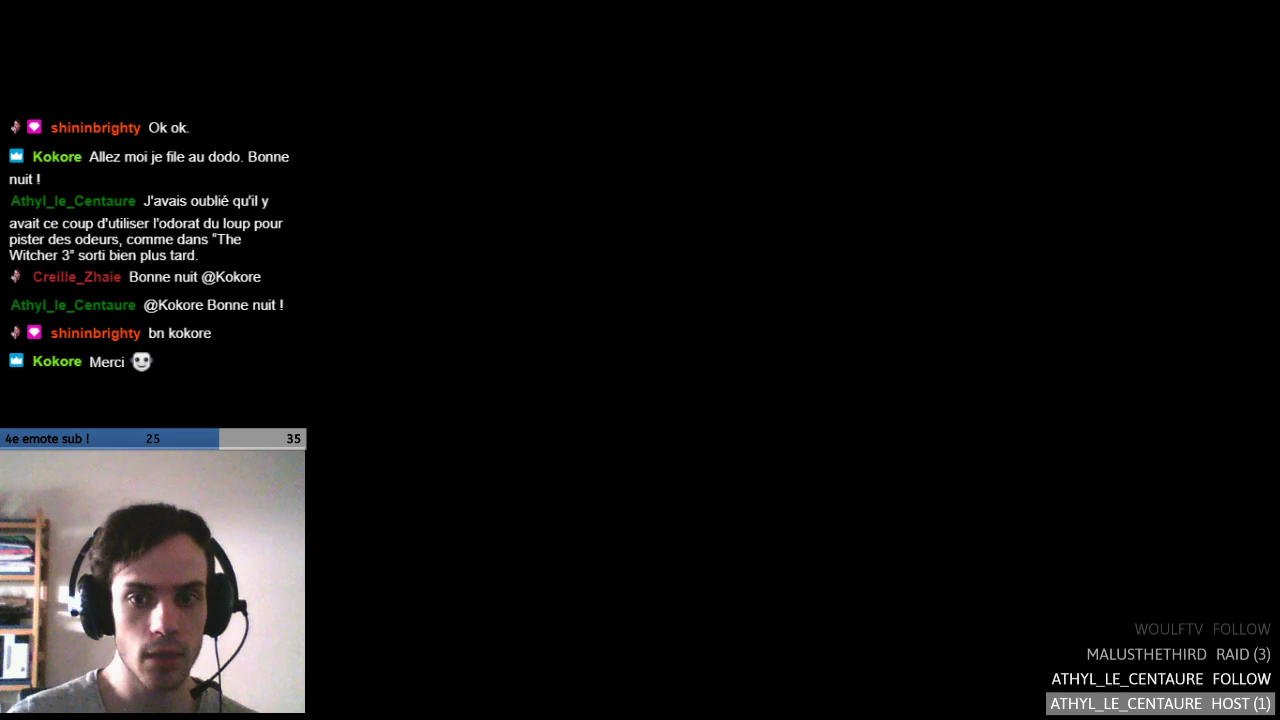 shininbrighty Ok ok.
Kokore Allez moi je file au dodo. Bonne
nuit !
Athyl_le_Centaure J'avais oublié qu'il y
avait ce coup d'utiliser l'odorat du loup pour
pister des odeurs, comme dans "The
Witcher 3" sorti bien plus tard.
Creille_Zhaie Bonne nuit @Kokore
Athyl_le_Centaure @Kokore Bonne nuit !
shininbrighty bn kokore
Kokore Merci
4e emote sub ! 25 35
WOULFTV FOLLOW
MALUSTHETHIRD RAID (3)
ATHYL_LE_CENTAURE FOLLOW
ATHYL_LE_CENTAURE HOST (1)